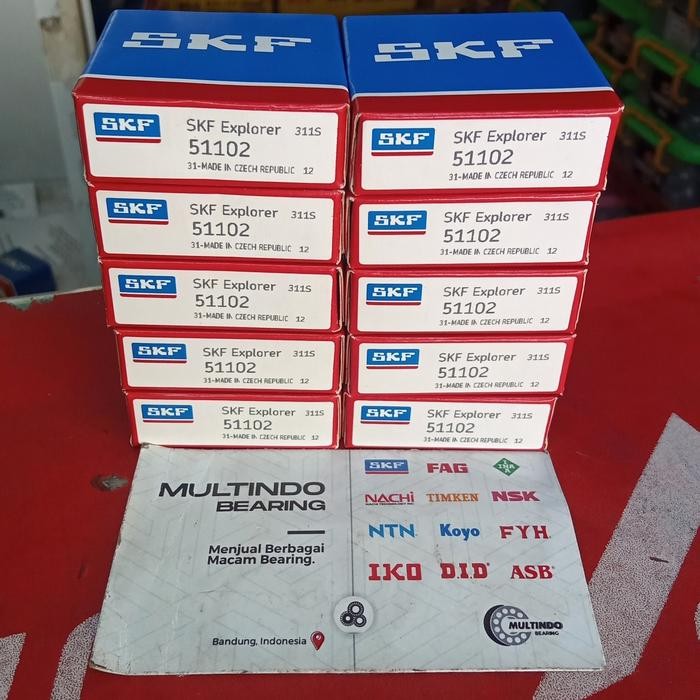 SKF
SKF
SKF
SKF Explorer 311S
51102
31-MADE IN CZECH REPUBLIC 12
SKF
SKF Explorer 311S
51102
31-MADE IN CZECH REPUBLIC 12
SKF
SKF Explorer 311S
51102
31-MADE IN CZECH REPUBLIC 12
SKF
SKF Explorer 311S
51102
31-MADE IN CZECH REPUBLIC 12
SKF
SKF Explorer 311S
51102
31-MADE IN CZECH REPUBLIC 12
SKF
SKF Explorer 311S
51102
31-MADE IN CZECH REPUBLIC 12
SKF
SKF Explorer 311S
51102
31-MADE IN CZECH REPUBLIC 12
SKF
SKF Explorer 311S
51102
31-MADE IN CZECH REPUBLIC 12
SKF
SKF Explorer 311S
51102
31-MADE IN CZECH REPUBLIC 12
SKF
SKF Explorer 311S
51102
31-MADE IN CZECH REPUBLIC 12
MULTINDO
BEARING
Menjual Berbagai
Macam Bearing.
Bandung, Indonesia
SKF FAG INA
NACHI TIMKEN NSK
NTN Koyo FYH
IKO D.I.D ASB
MULTINDO
BEARING